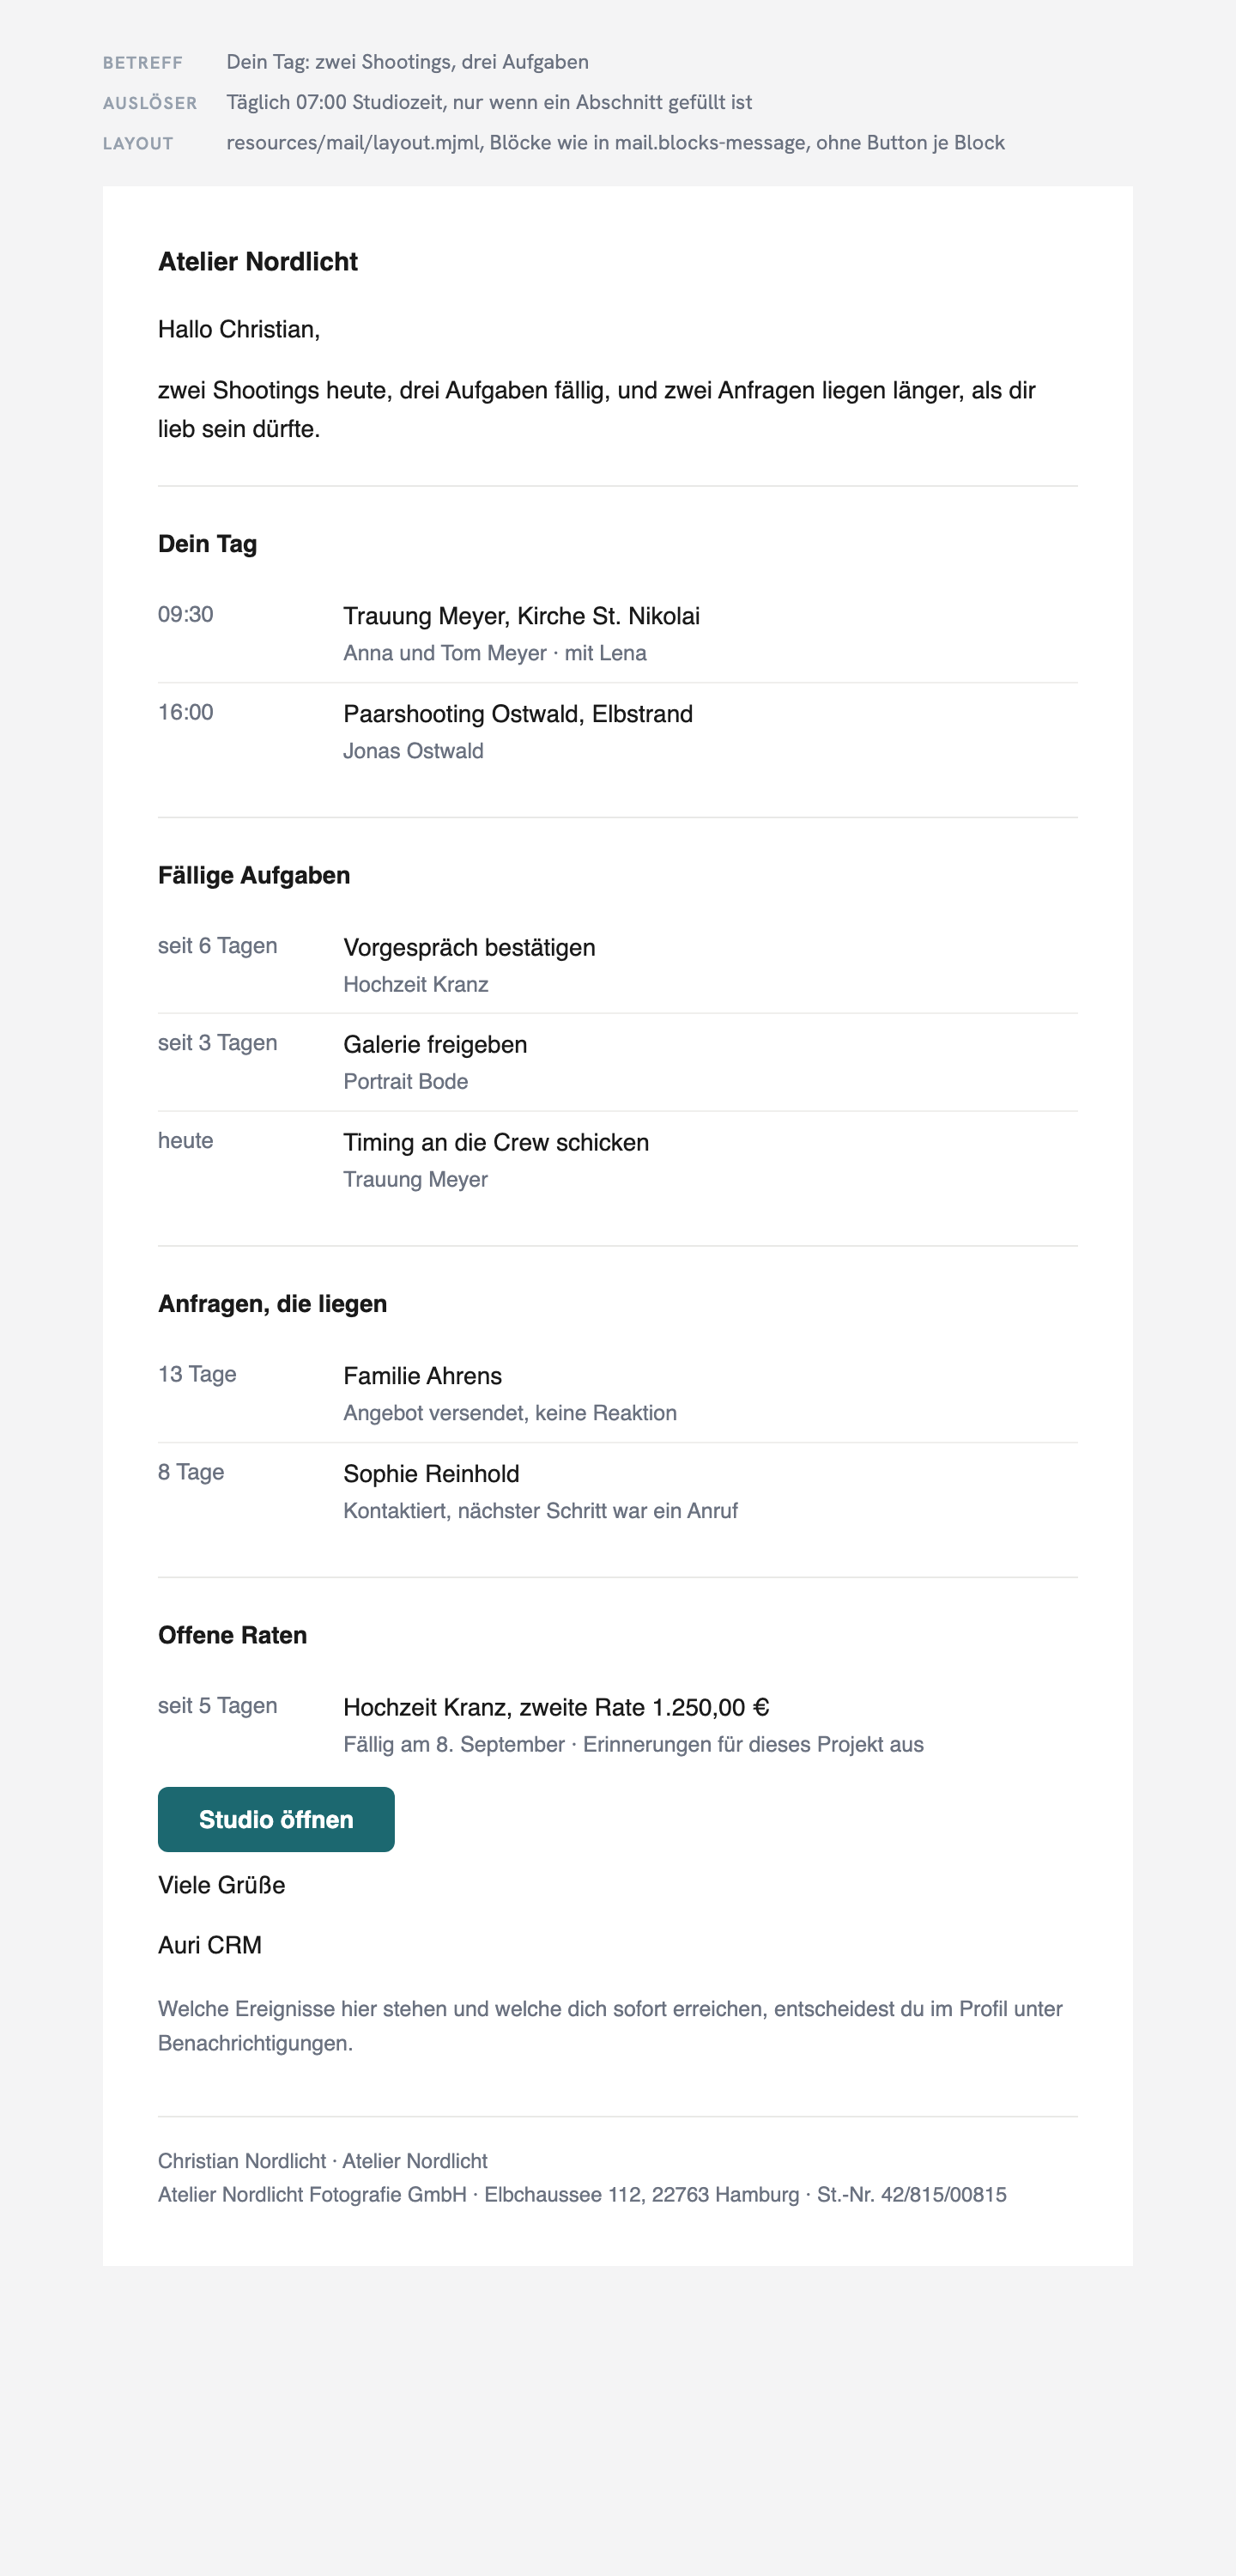 BETREFF Dein Tag: zwei Shootings, drei Aufgaben
AUSLÖSER Täglich 07:00 Studiozeit, nur wenn ein Abschnitt gefüllt ist
LAYOUT resources/mail/layout.mjml, Blöcke wie in mail.blocks-message, ohne Button je Block
Atelier Nordlicht
Hallo Christian,
zwei Shootings heute, drei Aufgaben fällig, und zwei Anfragen liegen länger, als dir
lieb sein dürfte.
Dein Tag
09:30 Trauung Meyer, Kirche St. Nikolai
Anna und Tom Meyer · mit Lena
16:00 Paarshooting Ostwald, Elbstrand
Jonas Ostwald
Fällige Aufgaben
seit 6 Tagen Vorgespräch bestätigen
Hochzeit Kranz
seit 3 Tagen Galerie freigeben
Portrait Bode
heute Timing an die Crew schicken
Trauung Meyer
Anfragen, die liegen
13 Tage Familie Ahrens
Angebot versendet, keine Reaktion
8 Tage Sophie Reinhold
Kontaktiert, nächster Schritt war ein Anruf
Offene Raten
seit 5 Tagen Hochzeit Kranz, zweite Rate 1.250,00 €
Fällig am 8. September · Erinnerungen für dieses Projekt aus
Studio öffnen
Viele Grüße
Auri CRM
Welche Ereignisse hier stehen und welche dich sofort erreichen, entscheidest du im Profil unter
Benachrichtigungen.
Christian Nordlicht · Atelier Nordlicht
Atelier Nordlicht Fotografie GmbH · Elbchaussee 112, 22763 Hamburg · St.-Nr. 42/815/00815